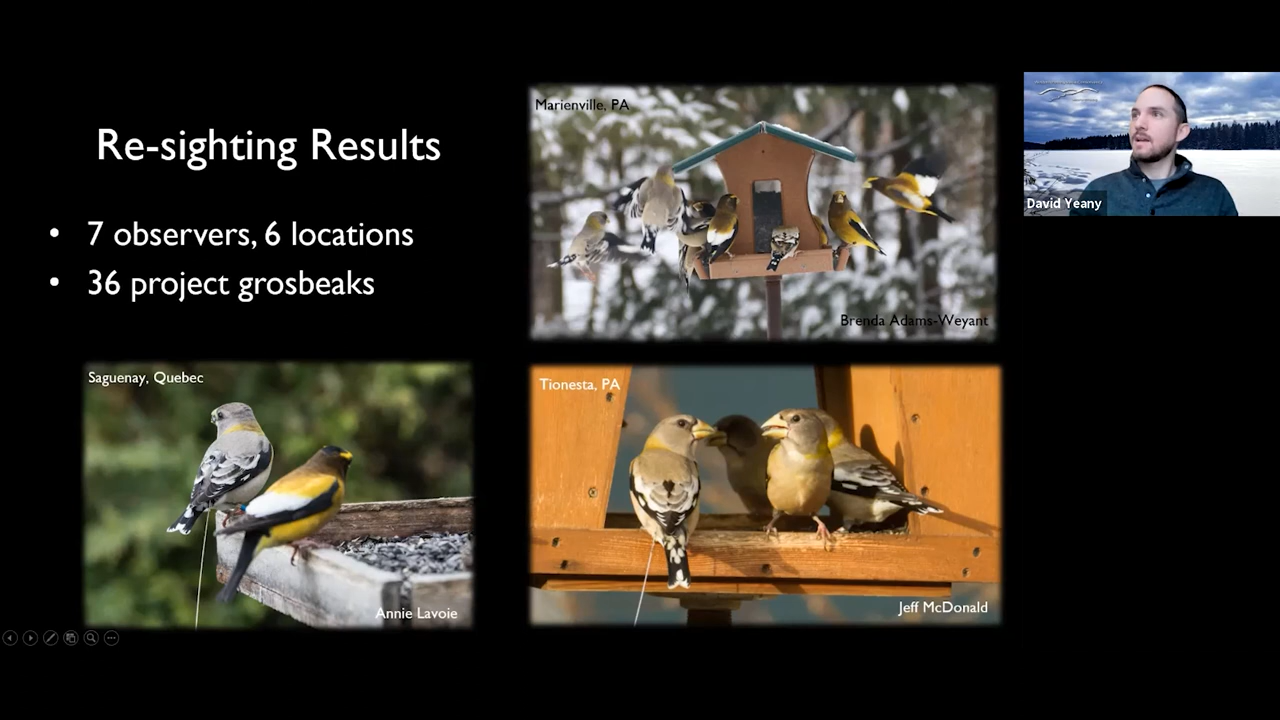 Re-sighting Results
• 7 observers, 6 locations
• 36 project grosbeaks
Marienville, PA
Brenda Adams-Weyant
Saguenay, Quebec
Annie Lavoie
Tionesta, PA
Jeff McDonald
David Yeany